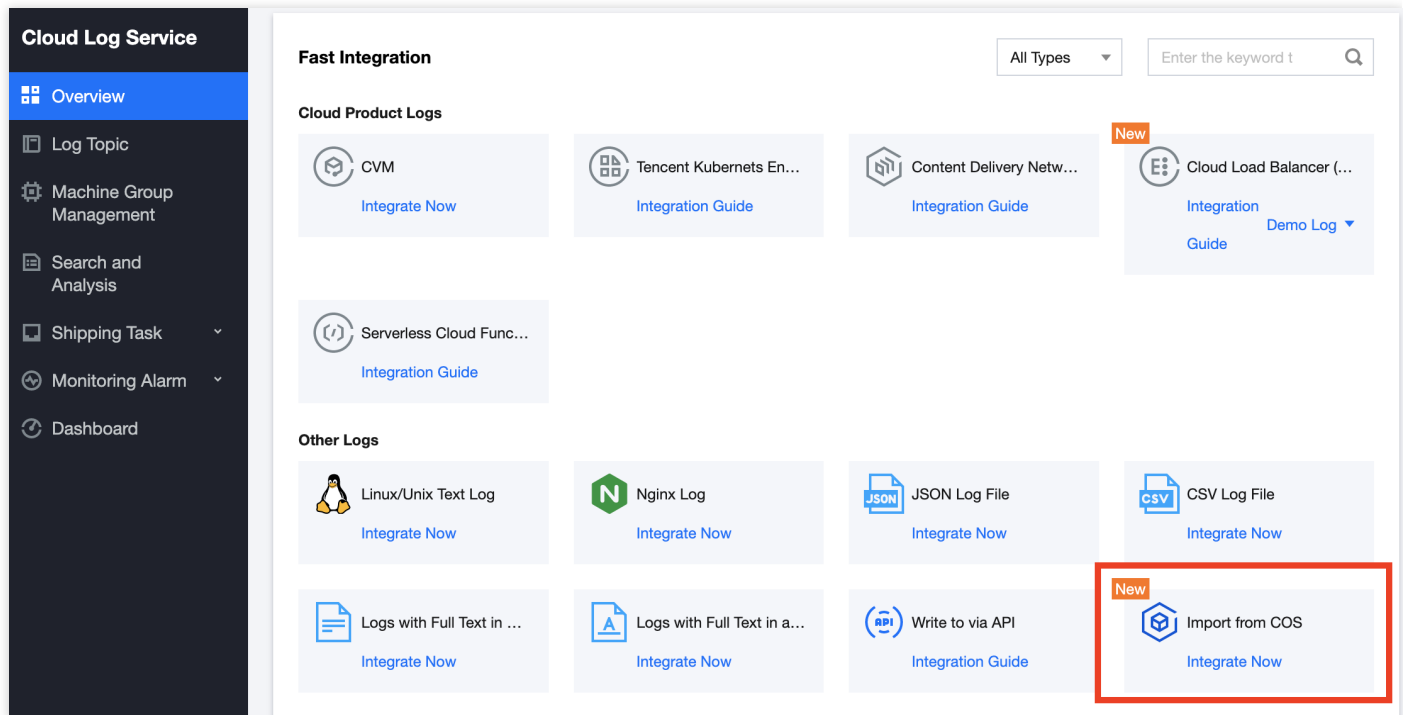 Cloud Log Service
Overview
Log Topic
Machine Group
Management
Search and
Analysis
Shipping Task
Monitoring Alarm
Dashboard
Fast Integration
All Types
Enter the keyword t
Cloud Product Logs
CVM
Integrate Now
Tencent Kubernets En...
Integration Guide
Content Delivery Netw...
Integration Guide
New
E
Cloud Load Balancer (...
Integration
Guide
Demo Log
Serverless Cloud Func...
Integration Guide
Other Logs
Linux/Unix Text Log
Integrate Now
N
Nginx Log
Integrate Now
JSON
JSON Log File
Integrate Now
CSV
CSV Log File
Integrate Now
Logs with Full Text in ...
Integrate Now
A
Logs with Full Text in a...
Integrate Now
API
Write to via API
Integration Guide
New
Import from COS
Integrate Now